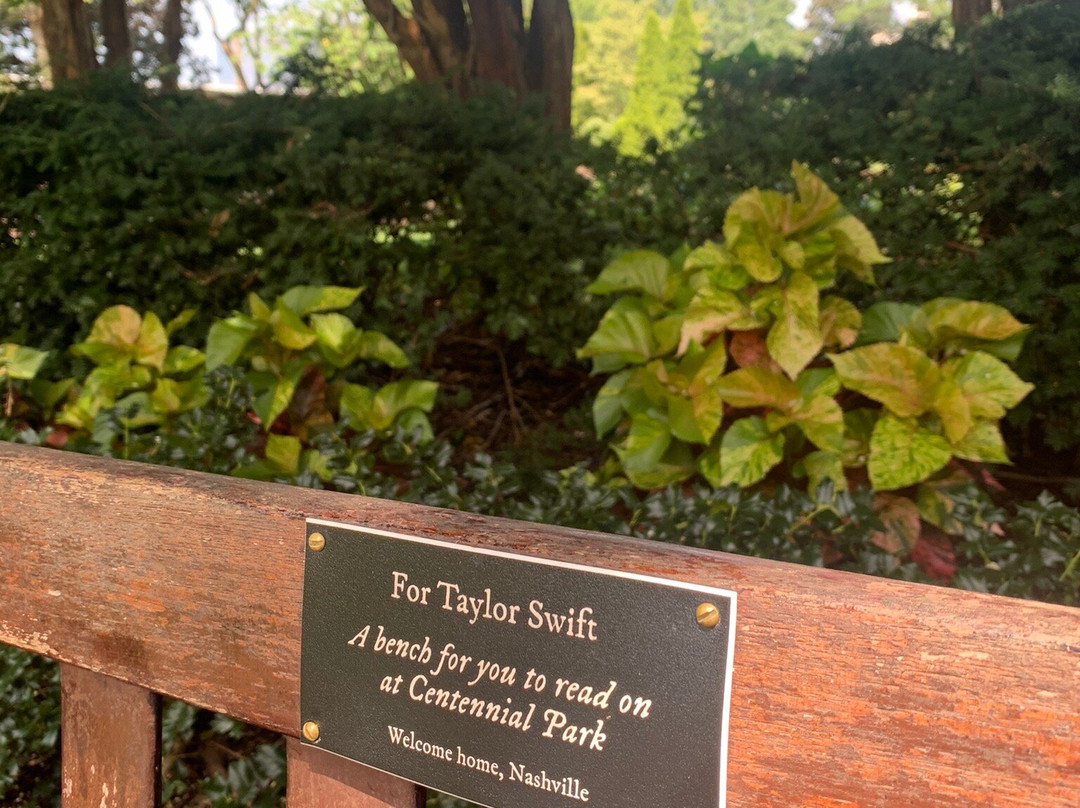 For Taylor Swift
A bench for you to read on
at Centennial Park
Welcome home, Nashville